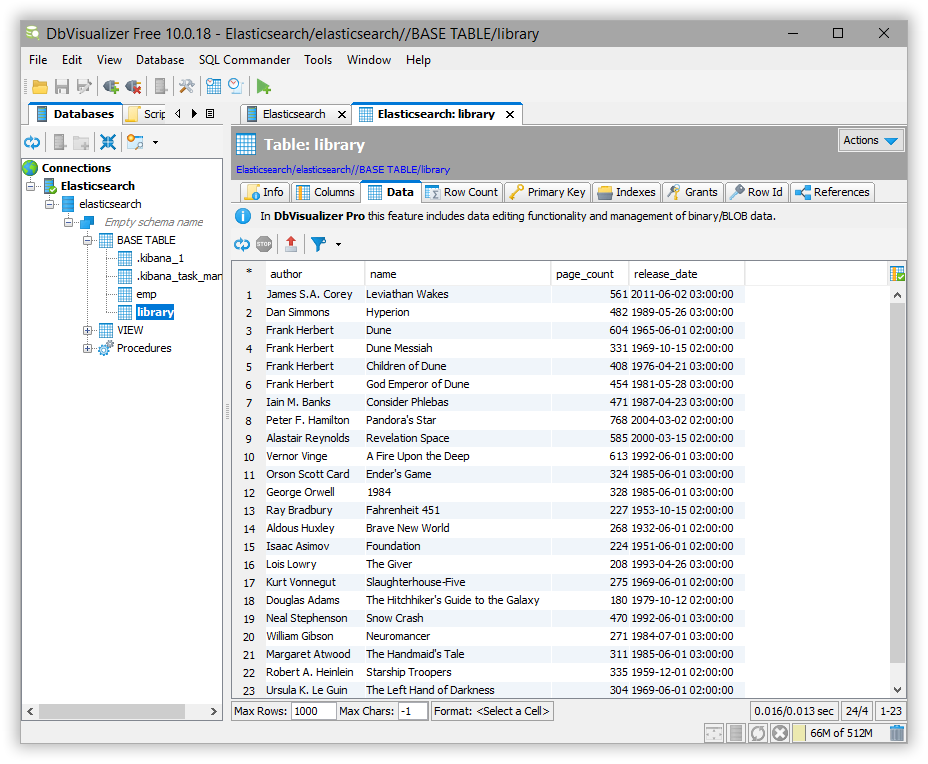 DbVisualizer Free 10.0.18 - Elasticsearch/elasticsearch//BASE TABLE/library
File Edit View Database SQL Commander Tools Window Help
Databases Scrip Elasticsearch Elasticsearch: library
Table: library Actions
Elasticsearch/elasticsearch//BASE TABLE/library
Info Columns Data Row Count Primary Key Indexes Grants Row Id References
In DbVisualizer Pro this feature includes data editing functionality and management of binary/BLOB data.
STOP
Connections
Elasticsearch
elasticsearch
Empty schema name
BASE TABLE
.kibana_1
.kibana_task_man
emp
library
VIEW
Procedures
* author name page_count release_date
1 James S.A. Corey Leviathan Wakes 561 2011-06-02 03:00:00
2 Dan Simmons Hyperion 482 1989-05-26 03:00:00
3 Frank Herbert Dune 604 1965-06-01 02:00:00
4 Frank Herbert Dune Messiah 331 1969-10-15 02:00:00
5 Frank Herbert Children of Dune 408 1976-04-21 03:00:00
6 Frank Herbert God Emperor of Dune 454 1981-05-28 03:00:00
7 Iain M. Banks Consider Phlebas 471 1987-04-23 03:00:00
8 Peter F. Hamilton Pandora's Star 768 2004-03-02 02:00:00
9 Alastair Reynolds Revelation Space 585 2000-03-15 02:00:00
10 Vernor Vinge A Fire Upon the Deep 613 1992-06-01 03:00:00
11 Orson Scott Card Ender's Game 324 1985-06-01 03:00:00
12 George Orwell 1984 328 1985-06-01 03:00:00
13 Ray Bradbury Fahrenheit 451 227 1953-10-15 02:00:00
14 Aldous Huxley Brave New World 268 1932-06-01 02:00:00
15 Isaac Asimov Foundation 224 1951-06-01 02:00:00
16 Lois Lowry The Giver 208 1993-04-26 03:00:00
17 Kurt Vonnegut Slaughterhouse-Five 275 1969-06-01 02:00:00
18 Douglas Adams The Hitchhiker's Guide to the Galaxy 180 1979-10-12 02:00:00
19 Neal Stephenson Snow Crash 470 1992-06-01 03:00:00
20 William Gibson Neuromancer 271 1984-07-01 03:00:00
21 Margaret Atwood The Handmaid's Tale 311 1985-06-01 03:00:00
22 Robert A. Heinlein Starship Troopers 335 1959-12-01 02:00:00
23 Ursula K. Le Guin The Left Hand of Darkness 304 1969-06-01 02:00:00
Max Rows: 1000 Max Chars: -1 Format: <Select a Cell> 0.016/0.013 sec 24/4 1-23
66M of 512M